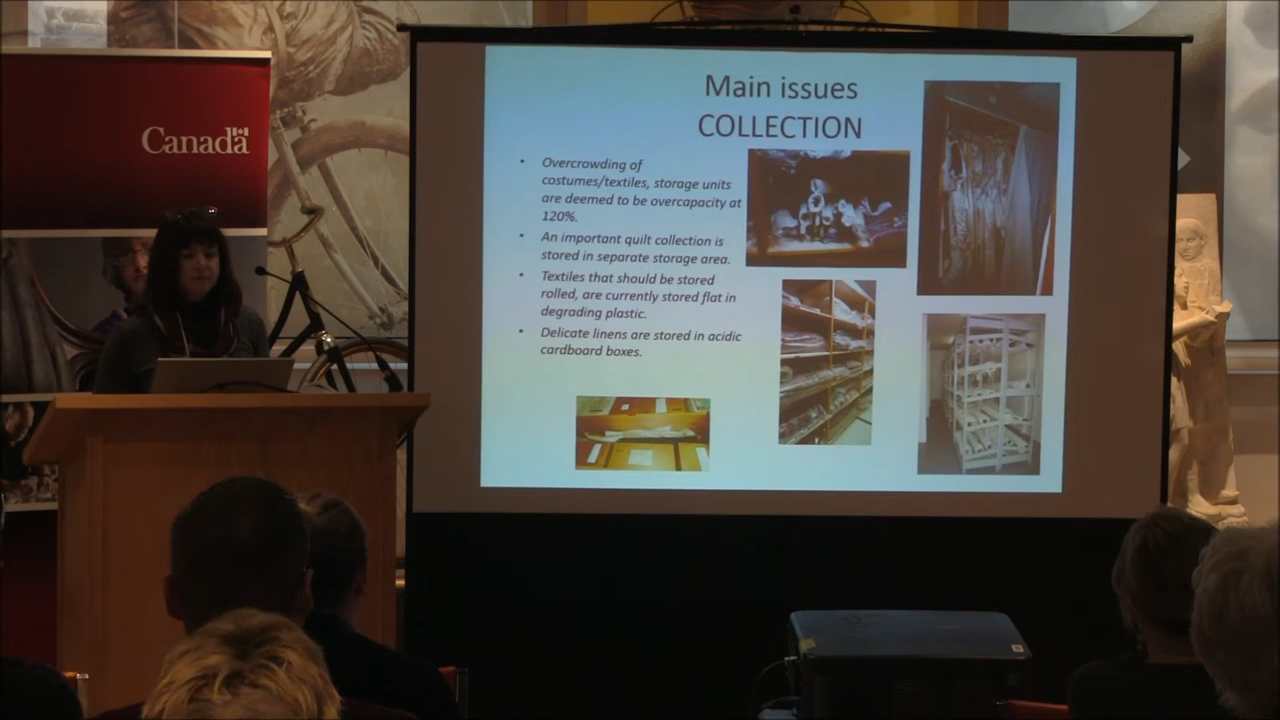 Canada
Main issues
COLLECTION
• Overcrowding of
costumes/textiles, storage units
are deemed to be overcapacity at
120%.
• An important quilt collection is
stored in separate storage area.
• Textiles that should be stored
rolled, are currently stored flat in
degrading plastic.
• Delicate linens are stored in acidic
cardboard boxes.